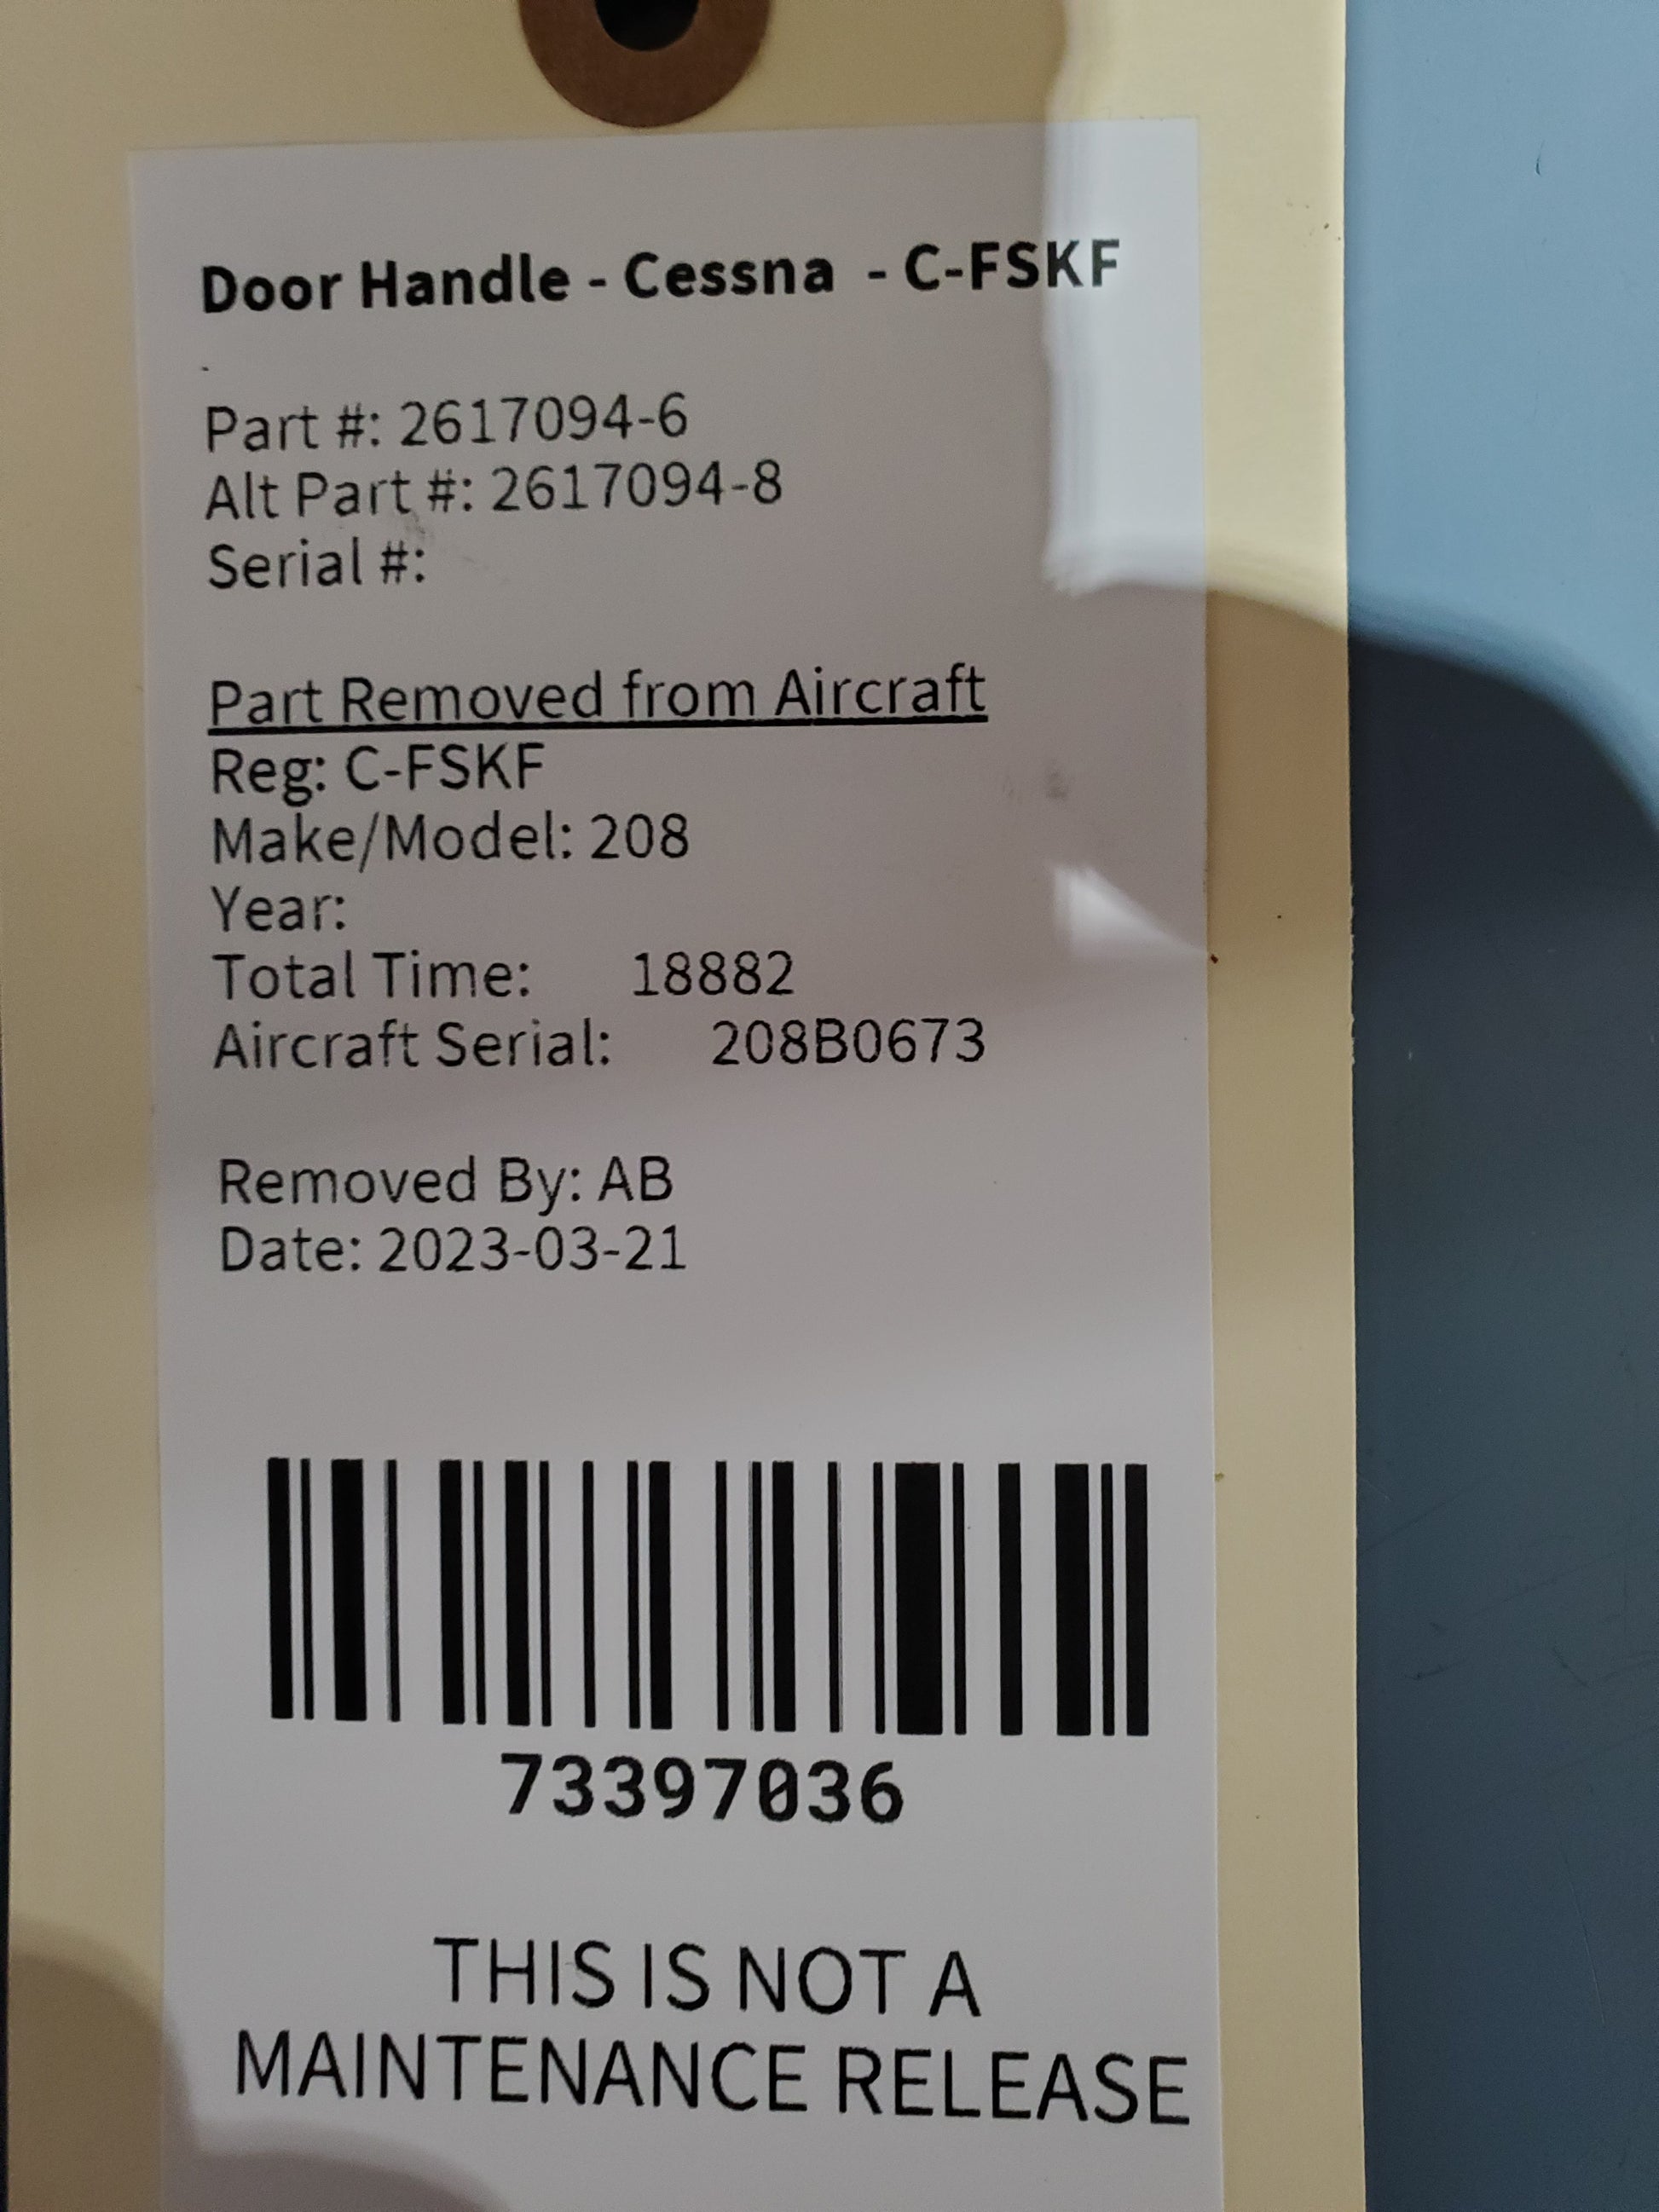 Door Handle - Cessna - C-FSKF
.
Part #: 2617094-6
Alt Part #: 2617094-8
Serial #:
Part Removed from Aircraft
Reg: C-FSKF
Make/Model: 208
Year:
Total Time: 18882
Aircraft Serial: 208B0673
Removed By: AB
Date: 2023-03-21
73397036
THIS IS NOT A
MAINTENANCE RELEASE